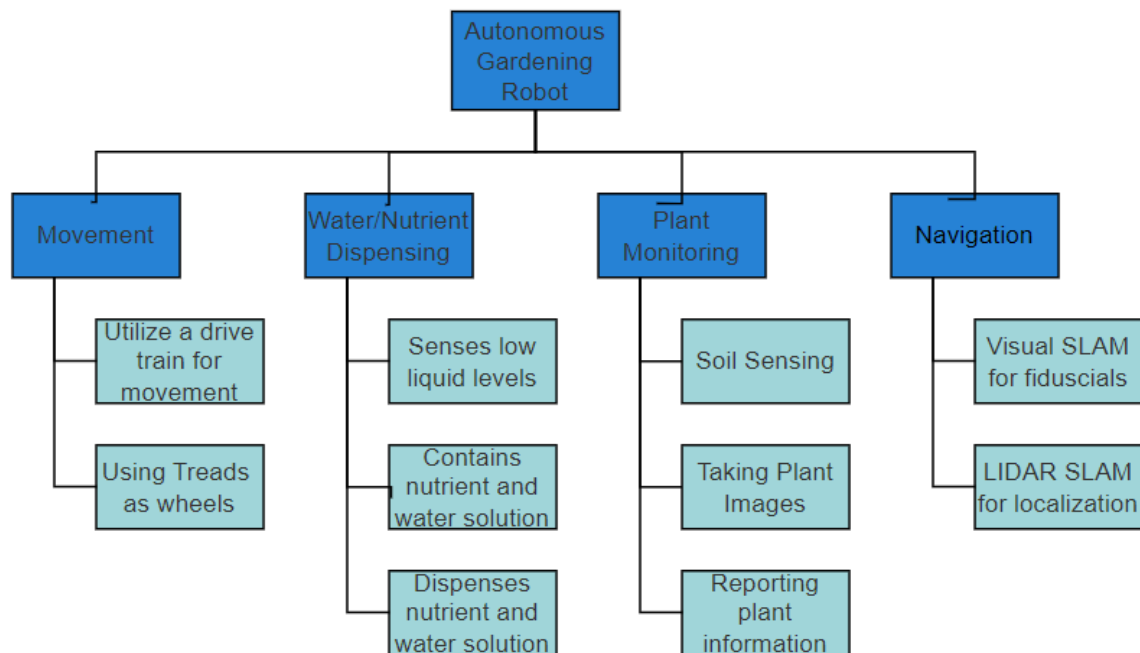 Autonomous
Gardening
Robot
Movement
Water/Nutrient
Dispensing
Plant
Monitoring
Navigation
Utilize a drive
train for
movement
Senses low
liquid levels
Soil Sensing
Visual SLAM
for fiduscials
Using Treads
as wheels
Contains
nutrient and
water solution
Taking Plant
Images
LIDAR SLAM
for localization
Dispenses
nutrient and
water solution
Reporting
plant
information